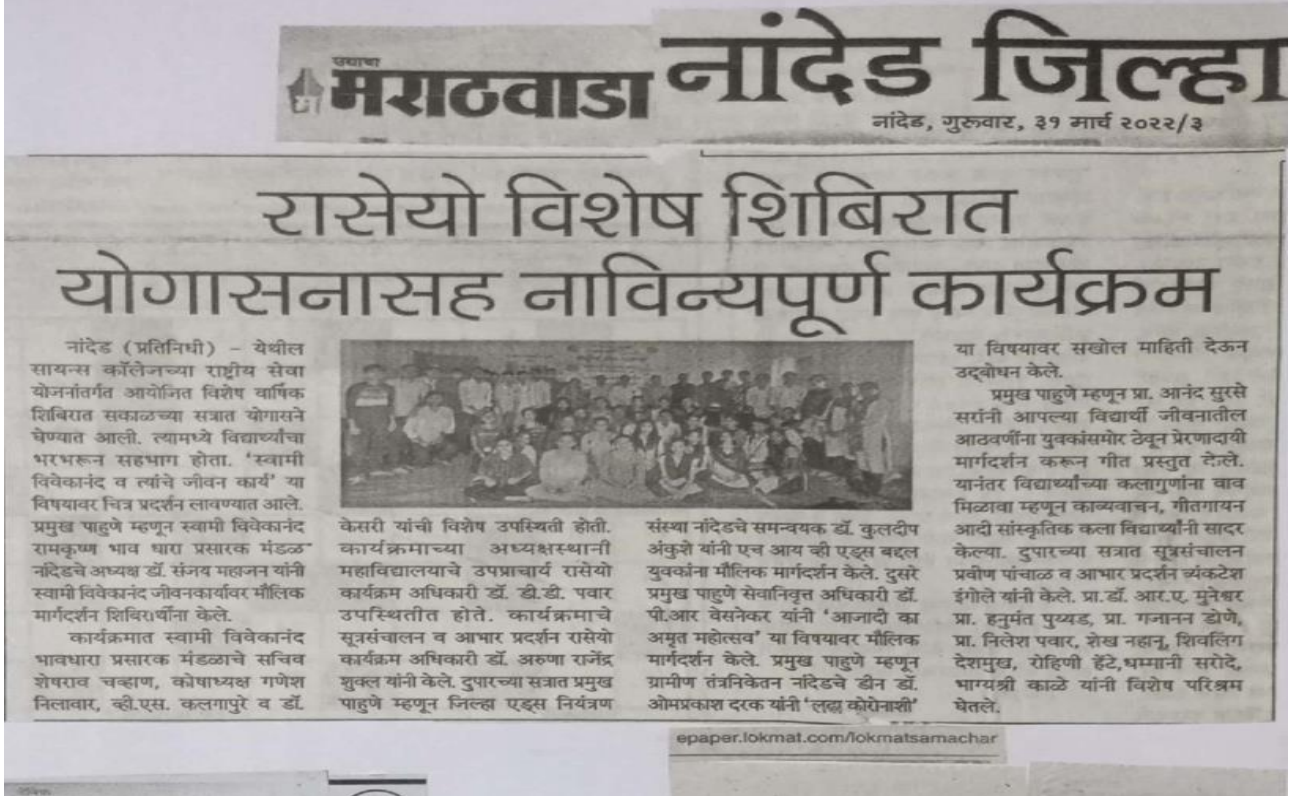 उद्याचा
मराठवाडा
नांदेड जिल्हा
नांदेड, गुरूवार, ३१ मार्च २०२२/३
रासेयो विशेष शिबिरात
योगासनासह नाविन्यपूर्ण कार्यक्रम
नांदेड (प्रतिनिधी) - येथील
सायन्स कॉलेजच्या राष्ट्रीय सेवा
योजनांतर्गत आयोजित विशेष वार्षिक
शिबिरात सकाळच्या सत्रात योगासने
घेण्यात आली. त्यामध्ये विद्यार्थ्यांचा
भरभरून सहभाग होता. 'स्वामी
विवेकानंद व त्यांचे जीवन कार्य' या
विषयावर चित्र प्रदर्शन लावण्यात आले.
प्रमुख पाहुणे म्हणून स्वामी विवेकानंद
रामकृष्ण भाव धारा प्रसारक मंडळ
नांदेडचे अध्यक्ष डॉ. संजय महाजन यांनी
स्वामी विवेकानंद जीवनकार्यावर मौलिक
मार्गदर्शन शिबिरार्थींना केले.
कार्यक्रमात स्वामी विवेकानंद
भावधारा प्रसारक मंडळाचे सचिव
शेषराव चव्हाण, कोषाध्यक्ष गणेश
निलावार, व्ही.एस. कलगापुरे व डॉ.
केसरी यांची विशेष उपस्थिती होती.
कार्यक्रमाच्या अध्यक्षस्थानी
महाविद्यालयाचे उपप्राचार्य रासेयो
कार्यक्रम अधिकारी डॉ. डी.डी. पवार
उपस्थितीत होते. कार्यक्रमाचे
सूत्रसंचालन व आभार प्रदर्शन रासेयो
कार्यक्रम अधिकारी डॉ. अरुणा राजेंद्र
शुक्ल यांनी केले. दुपारच्या सत्रात प्रमुख
पाहुणे म्हणून जिल्हा एड्स नियंत्रण
संस्था नांदेडचे समन्वयक डॉ. कुलदीप
अंकुशे यांनी एच आय व्ही एड्स बद्दल
युवकांना मौलिक मार्गदर्शन केले. दुसरे
प्रमुख पाहुणे सेवानिवृत्त अधिकारी डॉ.
पी.आर वेसनेकर यांनी 'आजादी का
अमृत महोत्सव' या विषयावर मौलिक
मार्गदर्शन केले. प्रमुख पाहुणे म्हणून
ग्रामीण तंत्रनिकेतन नांदेडचे डीन डॉ.
ओमप्रकाश दरक यांनी 'लढा कोरोनाशी'
या विषयावर सखोल माहिती देऊन
उद्बोधन केले.
प्रमुख पाहुणे म्हणून प्रा. आनंद सुरसे
सरांनी आपल्या विद्यार्थी जीवनातील
आठवणींना युवकांसमोर ठेवून प्रेरणादायी
मार्गदर्शन करून गीत प्रस्तुत केले.
यानंतर विद्यार्थ्यांच्या कलागुणांना वाव
मिळावा म्हणून काव्यवाचन, गीतगायन
आदी सांस्कृतिक कला विद्यार्थ्यांनी सादर
केल्या. दुपारच्या सत्रात सूत्रसंचालन
प्रवीण पांचाळ व आभार प्रदर्शन व्यंकटेश
इंगोले यांनी केले. प्रा.डॉ. आर.ए. मुनेश्वर
प्रा. हनुमंत पुय्यड, प्रा. गजानन डोणे,
प्रा. निलेश पवार, शेख नहानू, शिवलिंग
देशमुख, रोहिणी हेंटे,धम्मानी सरोदे,
भाग्यश्री काळे यांनी विशेष परिश्रम
घेतले.
epaper.lokmat.com/lokmatsamachar